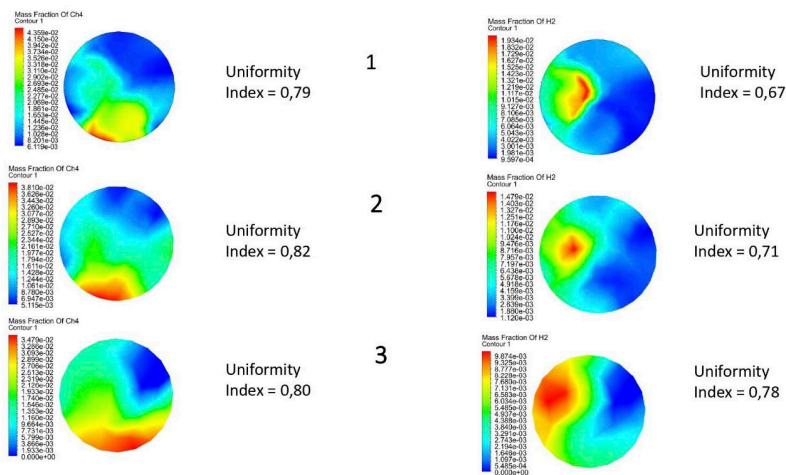 Mass Fraction Of Ch4
Contour 1
4.359e-02
4.150e-02
3.942e-02
3.734e-02
3.526e-02
3.318e-02
3.110e-02
2.902e-02
2.693e-02
2.485e-02
2.277e-02
2.069e-02
1.861e-02
1.653e-02
1.445e-02
1.236e-02
1.028e-02
8.201e-03
6.119e-03
Uniformity
Index = 0,79
1
Mass Fraction Of H2
Contour 1
1.934e-02
1.832e-02
1.729e-02
1.627e-02
1.525e-02
1.423e-02
1.321e-02
1.219e-02
1.117e-02
1.015e-02
9.127e-03
8.106e-03
7.085e-03
6.064e-03
5.043e-03
4.022e-03
3.001e-03
1.981e-03
9.597e-04
Uniformity
Index = 0,67
Mass Fraction Of Ch4
Contour 1
3.810e-02
3.626e-02
3.443e-02
3.260e-02
3.077e-02
2.893e-02
2.710e-02
2.527e-02
2.344e-02
2.161e-02
1.977e-02
1.794e-02
1.611e-02
1.428e-02
1.244e-02
1.061e-02
8.780e-03
6.947e-03
5.115e-03
Uniformity
Index = 0,82
2
Mass Fraction Of H2
Contour 1
1.479e-02
1.403e-02
1.327e-02
1.251e-02
1.176e-02
1.100e-02
1.024e-02
9.476e-03
8.716e-03
7.957e-03
7.197e-03
6.438e-03
5.678e-03
4.918e-03
4.159e-03
3.399e-03
2.639e-03
1.880e-03
1.120e-03
Uniformity
Index = 0,71
Mass Fraction Of Ch4
Contour 1
3.479e-02
3.286e-02
3.093e-02
2.899e-02
2.706e-02
2.513e-02
2.319e-02
2.126e-02
1.933e-02
1.740e-02
1.546e-02
1.353e-02
1.160e-02
9.664e-03
7.731e-03
5.799e-03
3.866e-03
1.933e-03
0.000e+00
Uniformity
Index = 0,80
3
Mass Fraction Of H2
Contour 1
9.874e-03
9.325e-03
8.777e-03
8.228e-03
7.680e-03
7.131e-03
6.583e-03
6.034e-03
5.485e-03
4.937e-03
4.388e-03
3.840e-03
3.291e-03
2.743e-03
2.194e-03
1.646e-03
1.097e-03
5.485e-04
0.000e+00
Uniformity
Index = 0,78